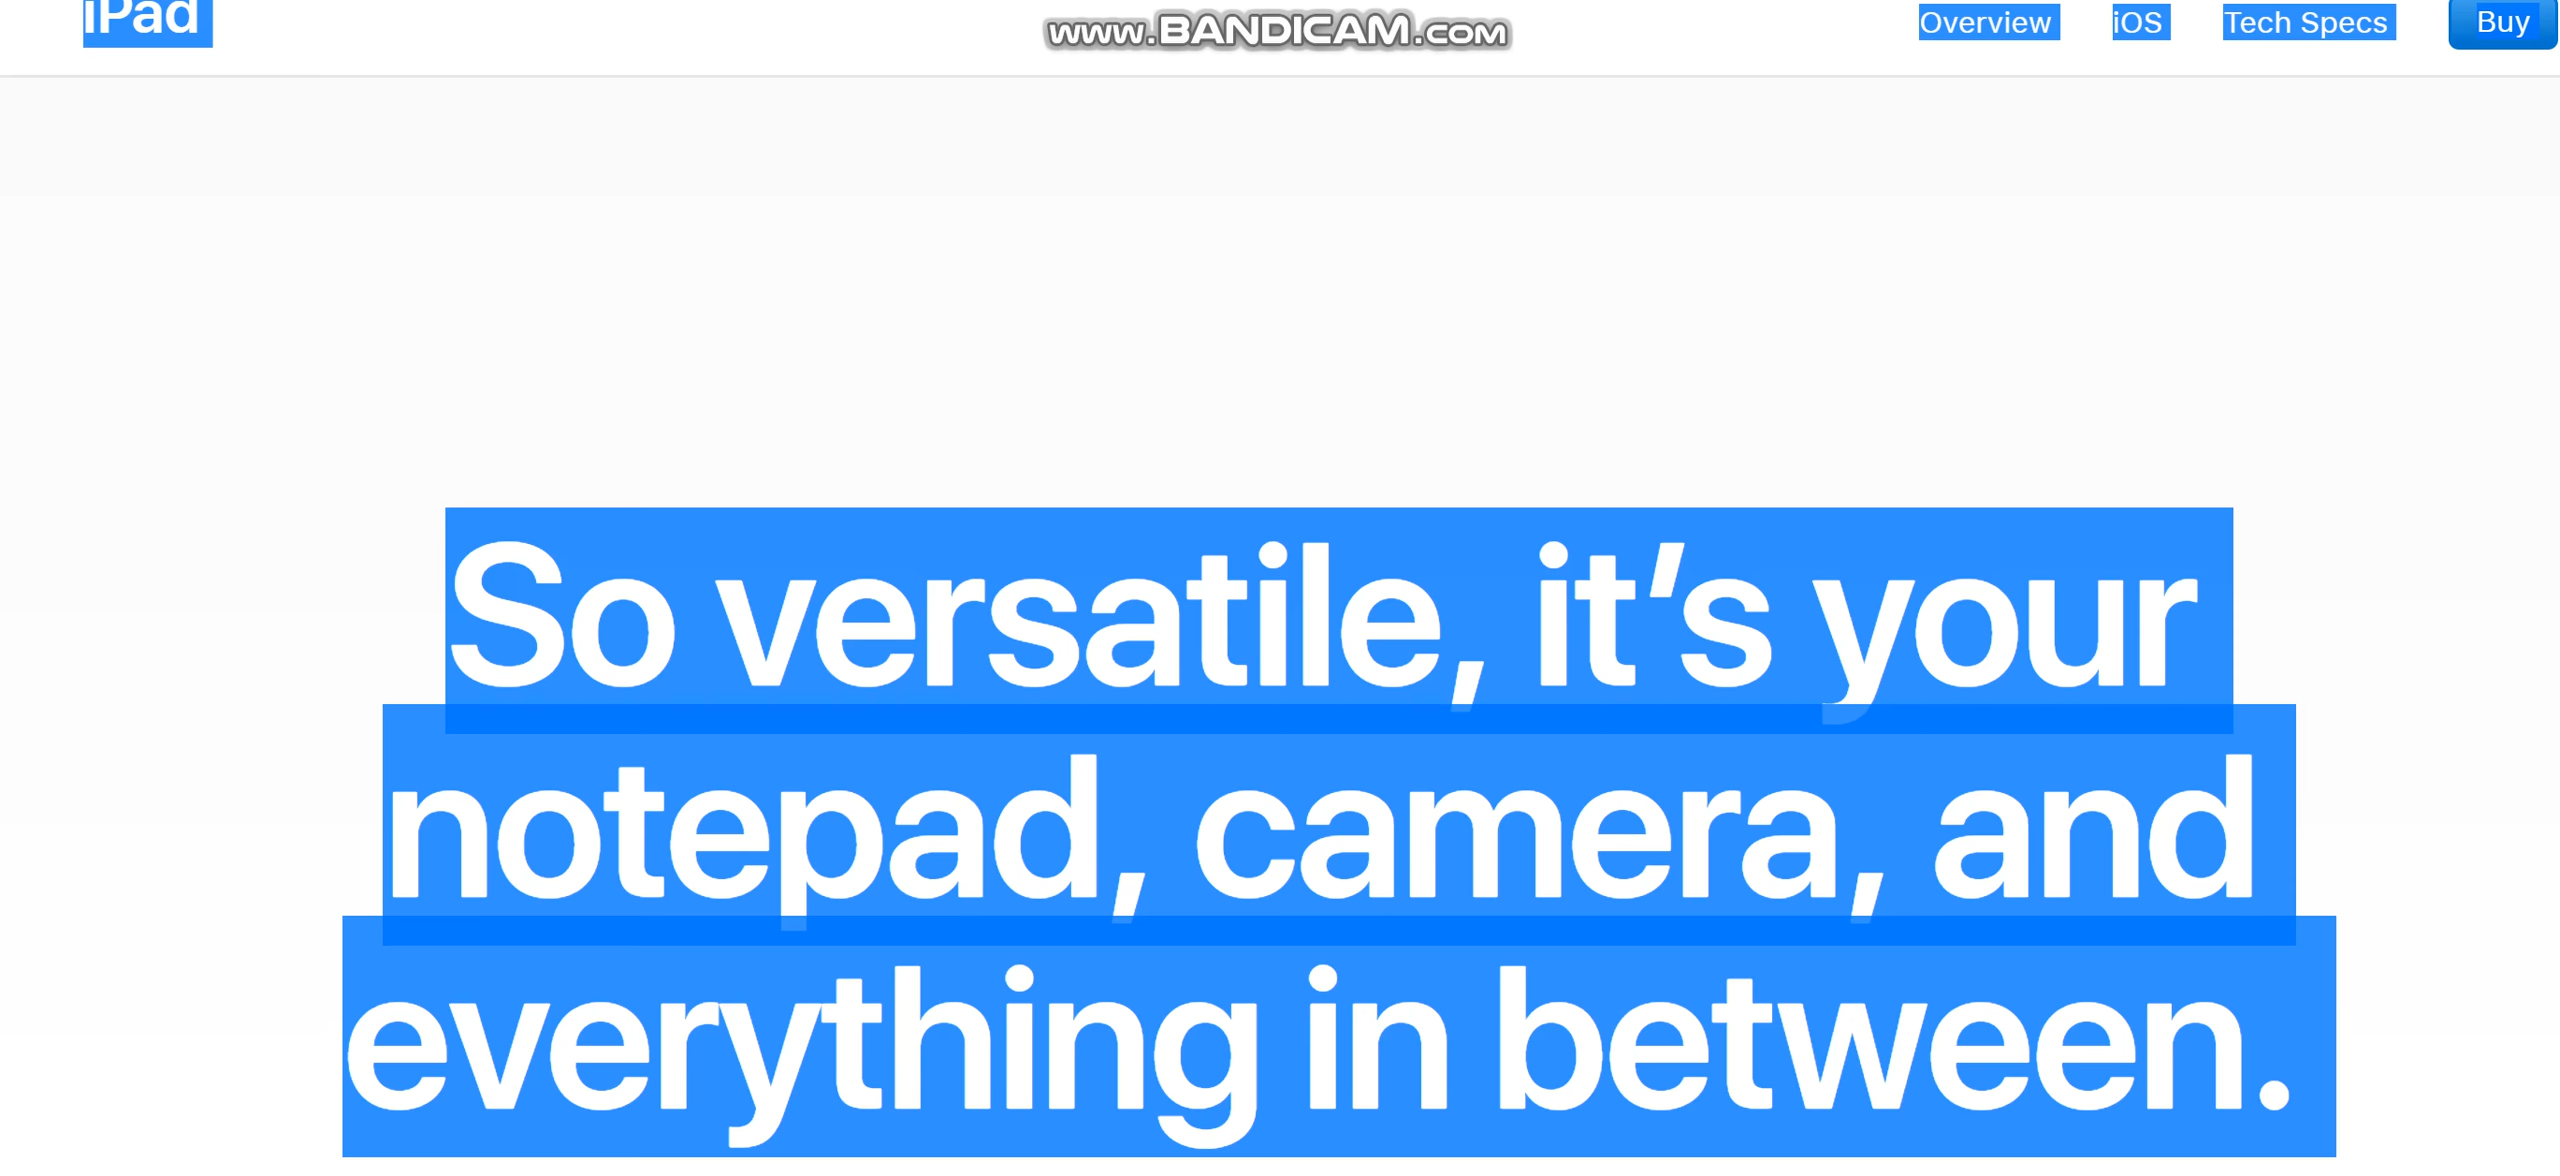 iPad
www.BANDICAM.COM
Overview iOS Tech Specs Buy
So versatile, it’s your
notepad, camera, and
everything in between.